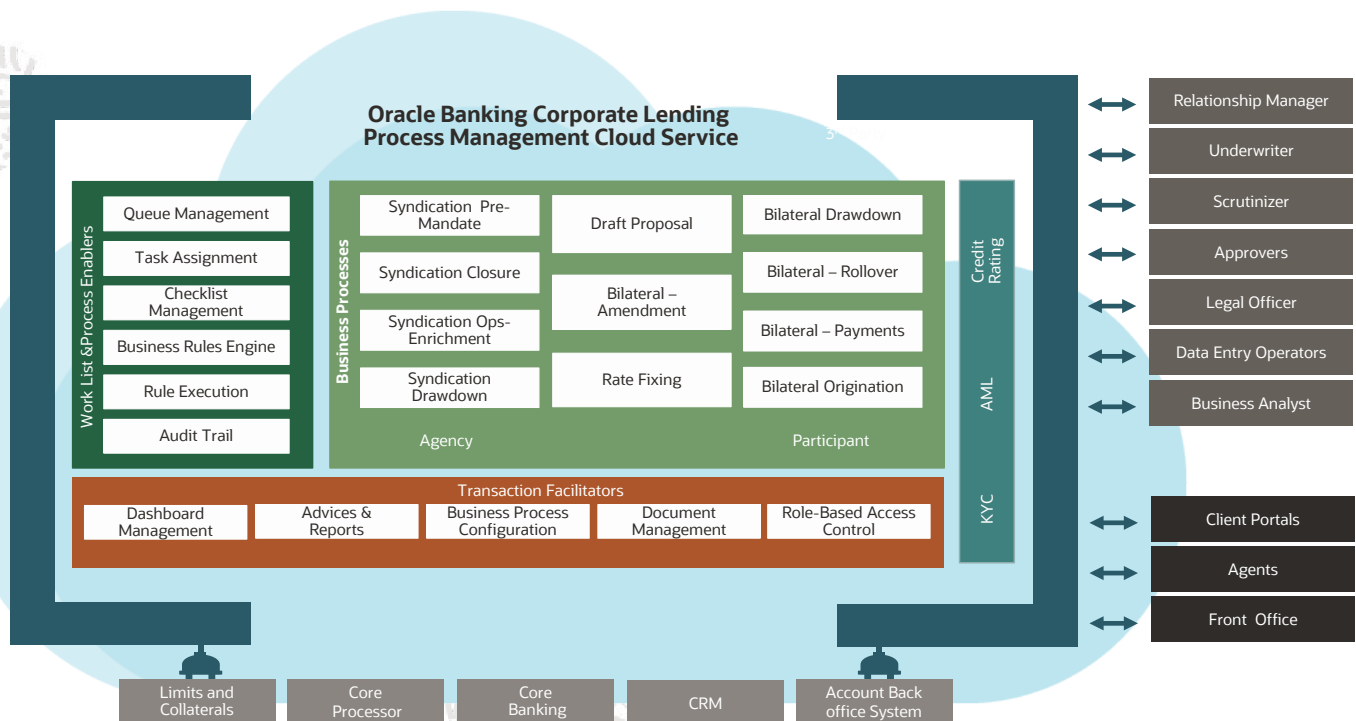 Oracle Banking Corporate Lending
Process Management Cloud Service
3
Work List &Process Enablers
Queue Management
Task Assignment
Checklist
Management
Business Rules Engine
Rule Execution
Audit Trail
Business Processes
Syndication Pre-
Mandate
Syndication Closure
Syndication Ops-
Enrichment
Syndication
Drawdown
Draft Proposal
Bilateral –
Amendment
Rate Fixing
Bilateral Drawdown
Bilateral – Rollover
Bilateral – Payments
Bilateral Origination
Agency
Participant
Credit
Rating
AML
KYC
Transaction Facilitators
Dashboard
Management
Advices &
Reports
Business Process
Configuration
Document
Management
Role-Based Access
Control
Relationship Manager
Underwriter
Scrutinizer
Approvers
Legal Officer
Data Entry Operators
Business Analyst
Client Portals
Agents
Front Office
Limits and
Collaterals
Core
Processor
Core
Banking
CRM
Account Back
office System